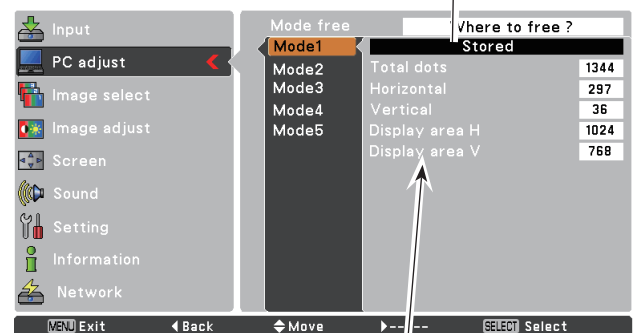 Input
PC adjust
Image select
Image adjust
Screen
Sound
Setting
Information
Network
Mode free
Where to free ?
Mode1
Mode2
Mode3
Mode4
Mode5
Stored
Total dots 1344
Horizontal 297
Vertical 36
Display area H 1024
Display area V 768
MENU Exit Back Move ----- SELECT Select